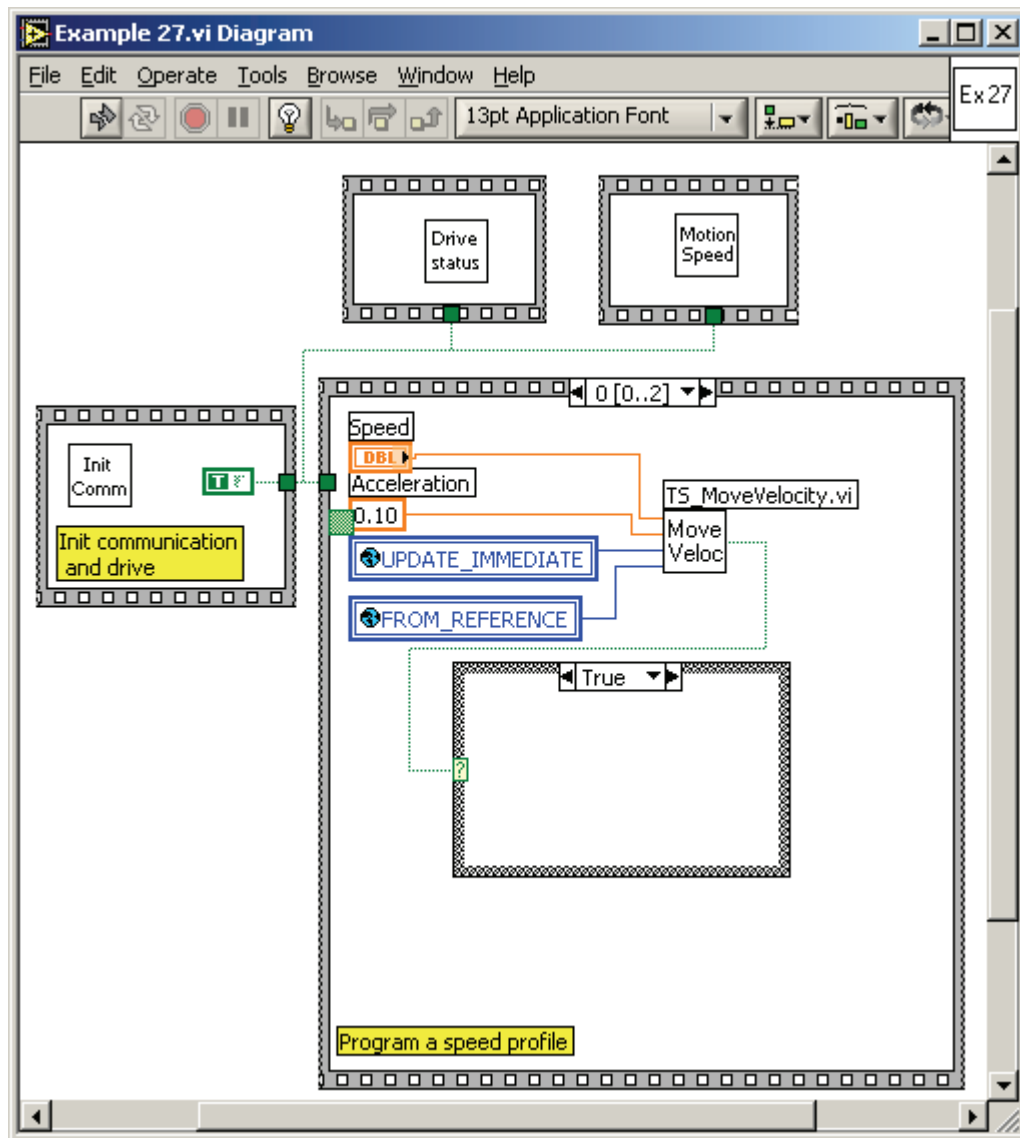 Example 27.vi Diagram
File Edit Operate Tools Browse Window Help
13pt Application Font
Ex27
Drive
status
Motion
Speed
0 [0..2]
Init
Comm
T
Init communication
and drive
Speed
DBL
Acceleration
0.10
UPDATE_IMMEDIATE
FROM_REFERENCE
TS_MoveVelocity.vi
Move
Veloc
True
?
Program a speed profile